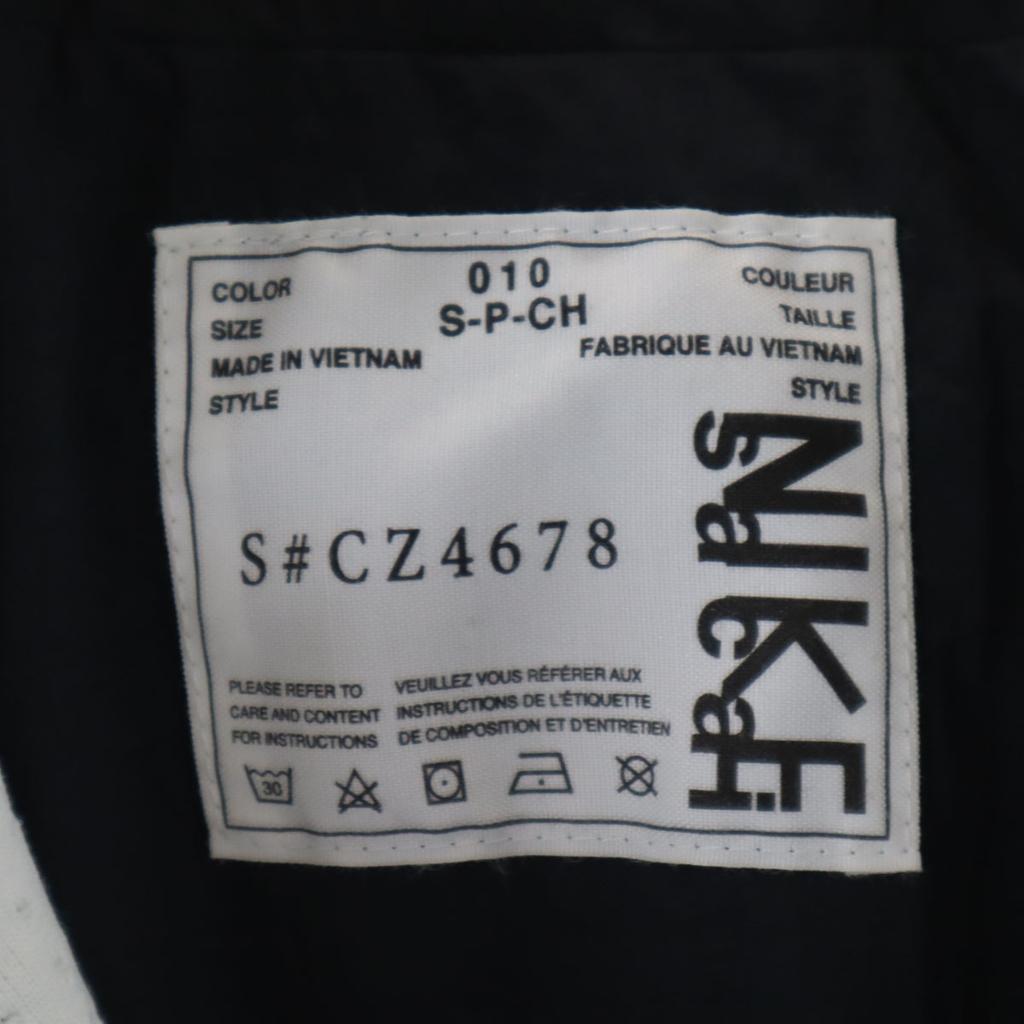 COLOR 010 COULEUR
SIZE S-P-CH TAILLE
MADE IN VIETNAM FABRIQUE AU VIETNAM
STYLE STYLE
S#CZ4678
NIKE
sacai
PLEASE REFER TO
CARE AND CONTENT
FOR INSTRUCTIONS
VEUILLEZ VOUS RÉFÉRER AUX
INSTRUCTIONS DE L'ÉTIQUETTE
DE COMPOSITION ET D'ENTRETIEN
30